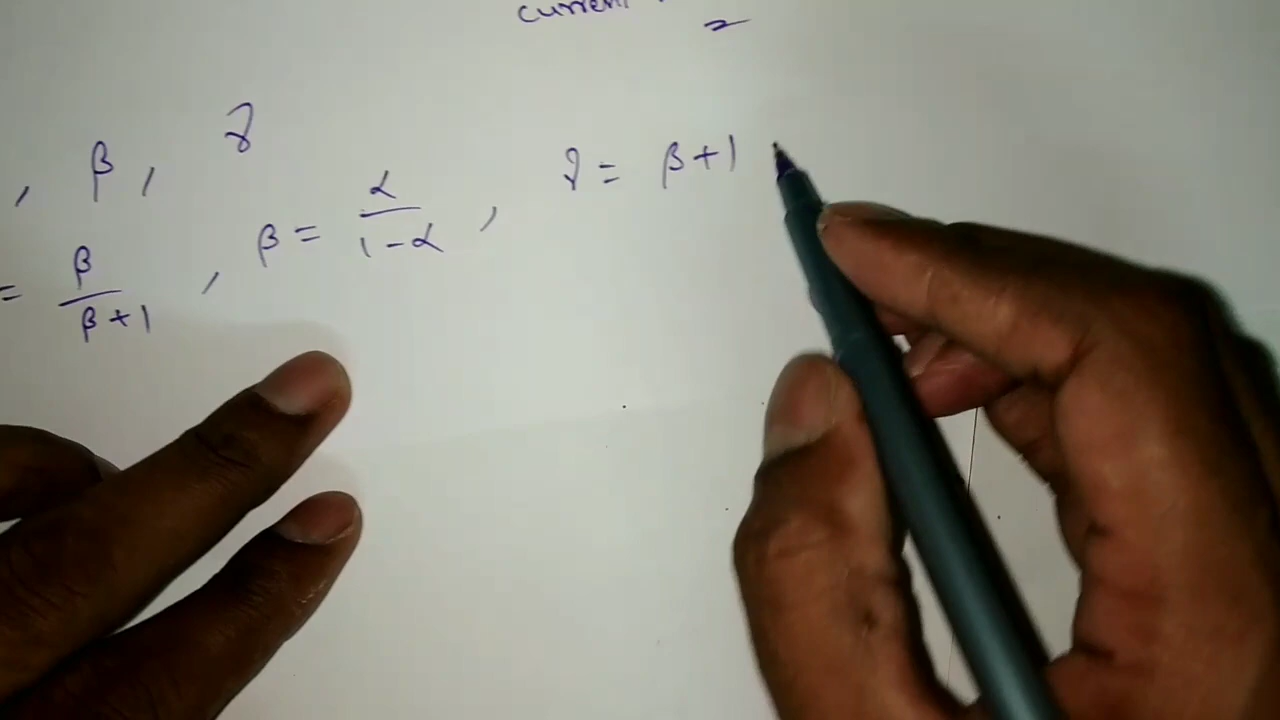 current
, β, γ
= β/(β+1), β = α/(1-α), γ = β+1